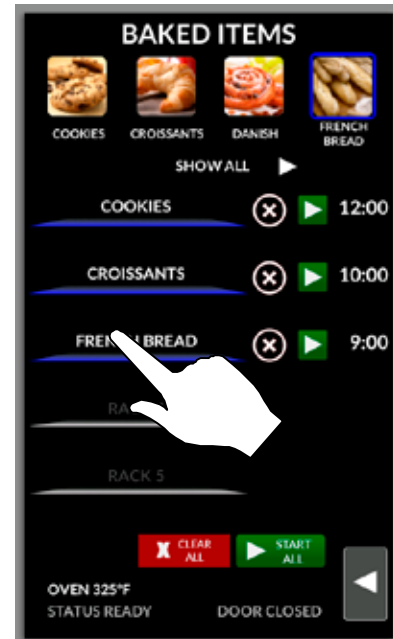 BAKED ITEMS
COOKIES
CROISSANTS
DANISH
FRENCH
BREAD
SHOW ALL
COOKIES
12:00
CROISSANTS
10:00
FRENCH BREAD
9:00
RACK 5
X CLEAR
ALL
START
ALL
OVEN 325°F
STATUS READY
DOOR CLOSED